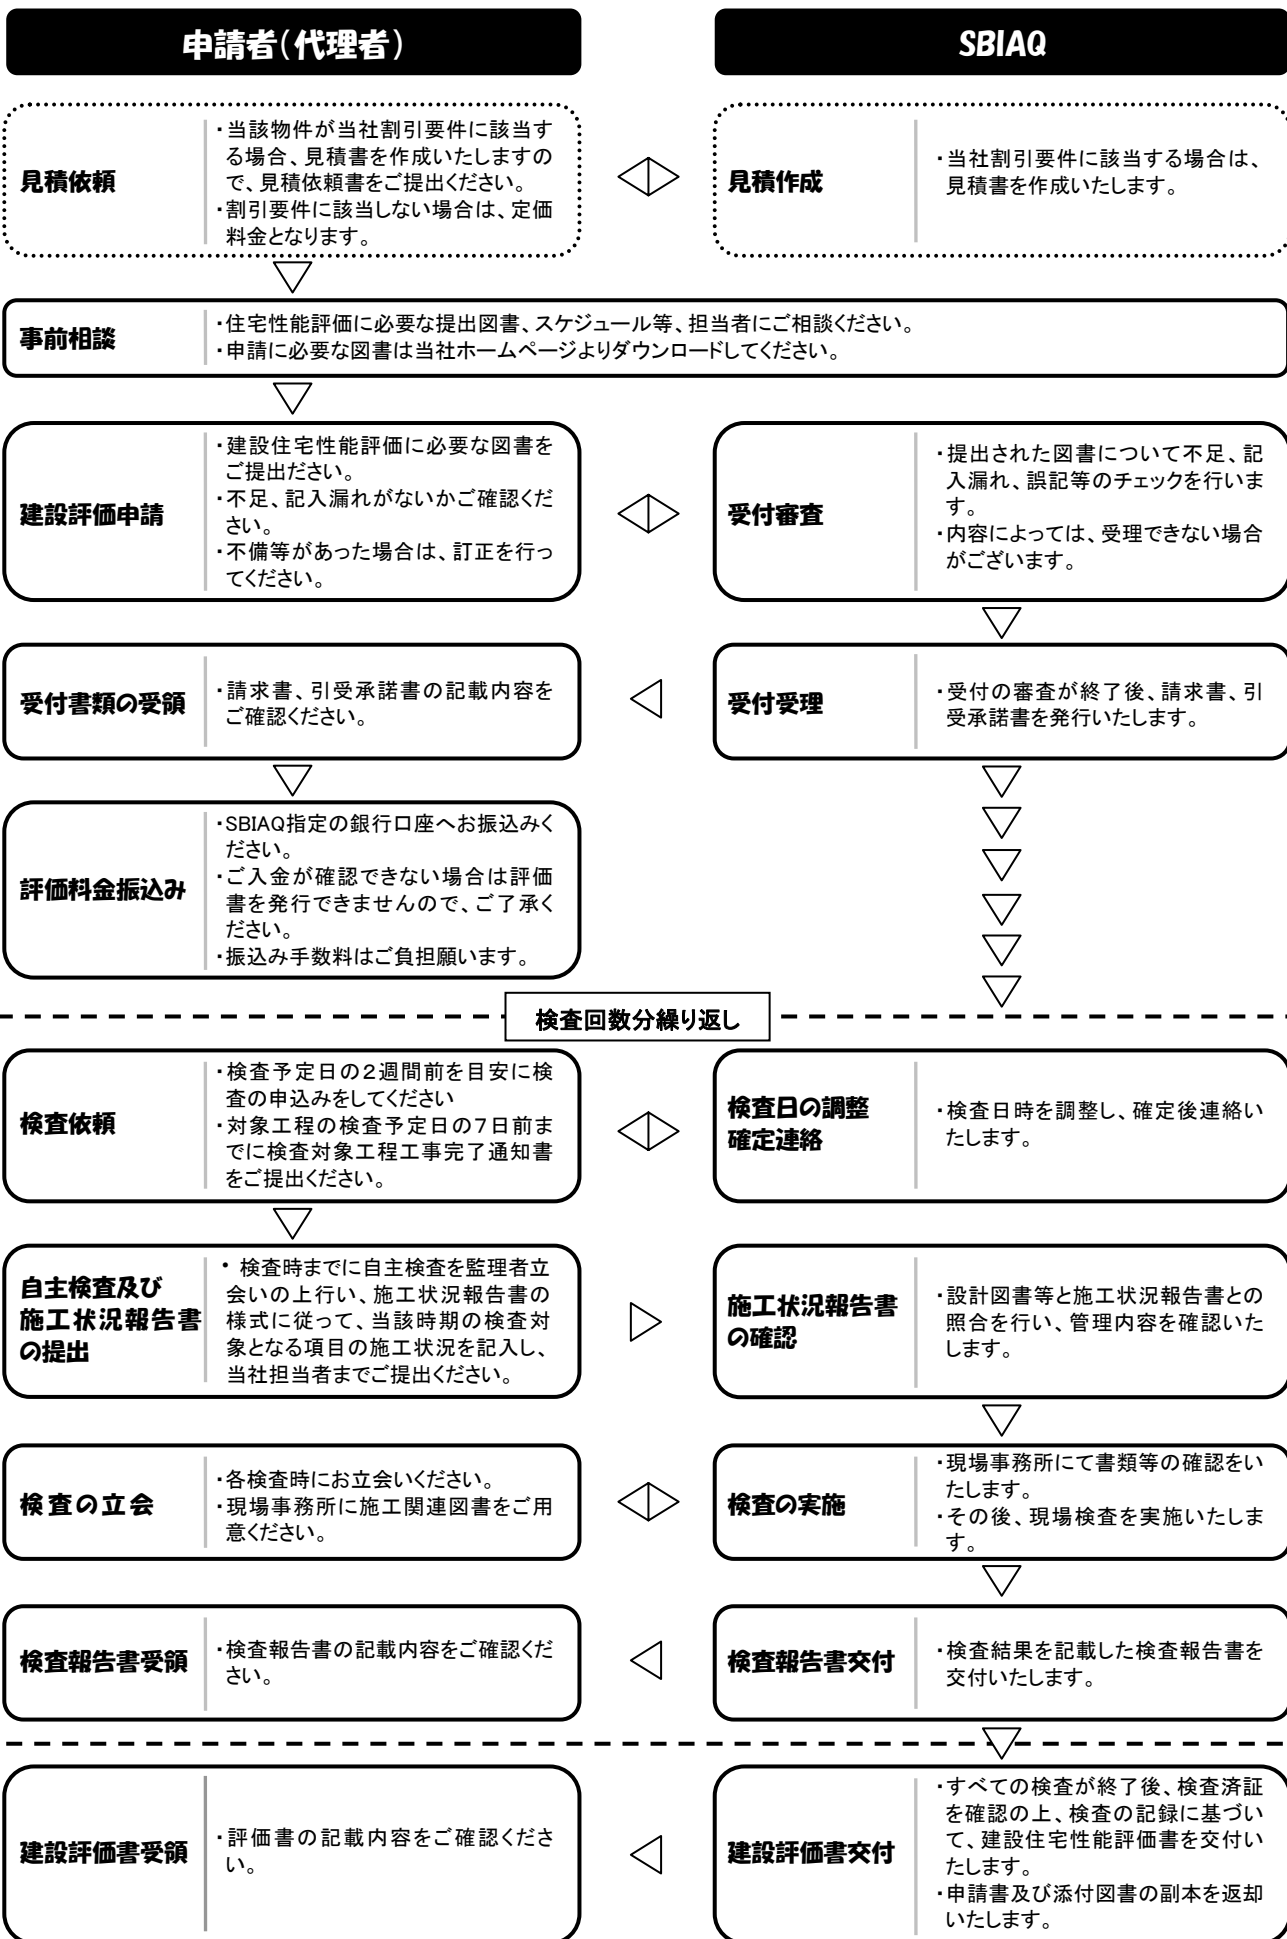 申請者(代理者)
SBIAQ
見積依頼
・当該物件が当社割引要件に該当す
る場合、見積書を作成いたしますの
で、見積依頼書をご提出ください。
・割引要件に該当しない場合は、定価
料金となります。
見積作成
・当社割引要件に該当する場合は、
見積書を作成いたします。
事前相談
・住宅性能評価に必要な提出図書、スケジュール等、担当者にご相談ください。
・申請に必要な図書は当社ホームページよりダウンロードしてください。
建設評価申請
・建設住宅性能評価に必要な図書を
ご提出ださい。
・不足、記入漏れがないかご確認くだ
さい。
・不備等があった場合は、訂正を行っ
てください。
受付審査
・提出された図書について不足、記
入漏れ、誤記等のチェックを行いま
す。
・内容によっては、受理できない場合
がございます。
受付書類の受領
・請求書、引受承諾書の記載内容を
ご確認ください。
受付受理
・受付の審査が終了後、請求書、引
受承諾書を発行いたします。
評価料金振込み
・SBIAQ指定の銀行口座へお振込みく
ださい。
・ご入金が確認できない場合は評価
書を発行できませんので、ご了承く
ださい。
・振込み手数料はご負担願います。
検査回数分繰り返し
検査依頼
・検査予定日の2週間前を目安に検
査の申込みをしてください
・対象工程の検査予定日の7日前ま
でに検査対象工程工事完了通知書
をご提出ください。
検査日の調整
確定連絡
・検査日時を調整し、確定後連絡い
たします。
自主検査及び
施工状況報告書
の提出
・検査時までに自主検査を監理者立
会いの上行い、施工状況報告書の
様式に従って、当該時期の検査対
象となる項目の施工状況を記入し、
当社担当者までご提出ください。
施工状況報告書
の確認
・設計図書等と施工状況報告書との
照合を行い、管理内容を確認いた
します。
検査の立会
・各検査時にお立会いください。
・現場事務所に施工関連図書をご用
意ください。
検査の実施
・現場事務所にて書類等の確認をい
たします。
・その後、現場検査を実施いたしま
す。
検査報告書受領
・検査報告書の記載内容をご確認くだ
さい。
検査報告書交付
・検査結果を記載した検査報告書を
交付いたします。
建設評価書受領
・評価書の記載内容をご確認くださ
い。
建設評価書交付
・すべての検査が終了後、検査済証
を確認の上、検査の記録に基づい
て、建設住宅性能評価書を交付い
たします。
・申請書及び添付図書の副本を返却
いたします。